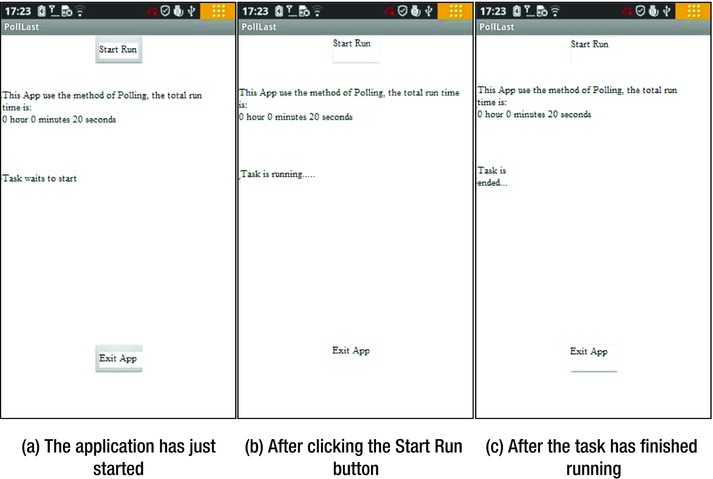 17:23
PollLast
Start Run
This App use the method of Polling, the total run
time is:
0 hour 0 minutes 20 seconds
Task waits to start
Exit App
(a) The application has just
started
17:23
PollLast
Start Run
This App use the method of Polling, the total run time
is:
0 hour 0 minutes 20 seconds
Task is running.....
Exit App
(b) After clicking the Start Run
button
17:23
PollLast
Start Run
This App use the method of Polling, the total run
time is:
0 hour 0 minutes 20 seconds
Task is
ended...
Exit App
(c) After the task has finished
running